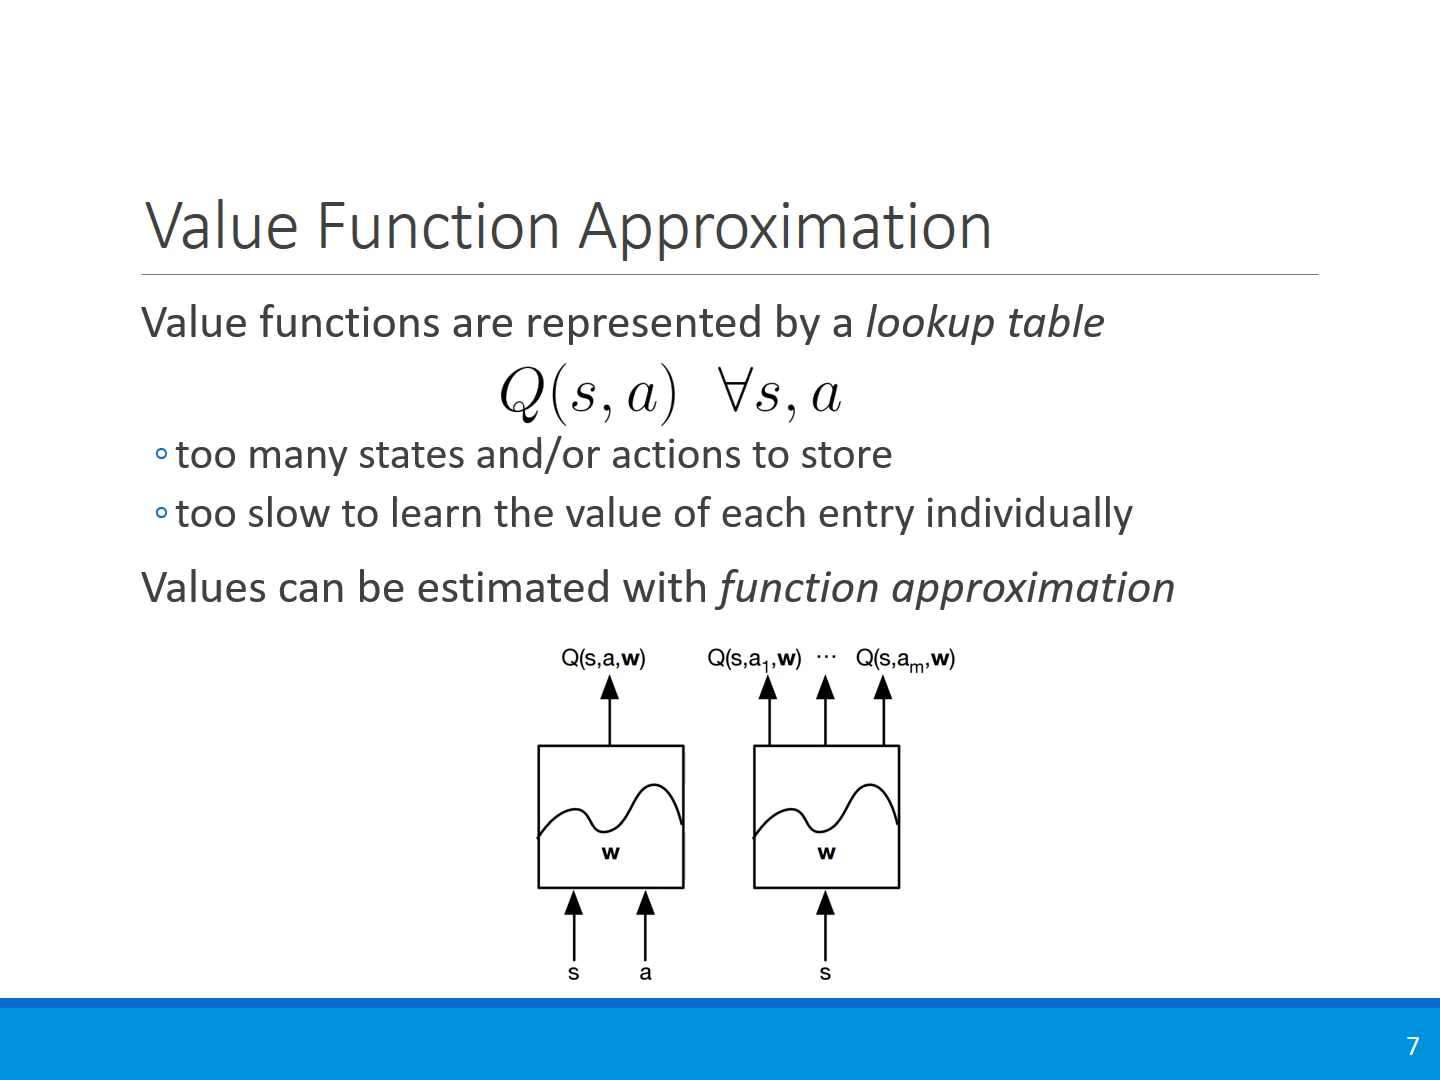 Value Function Approximation
Value functions are represented by a lookup table
Q(s, a) ∀s, a
too many states and/or actions to store
too slow to learn the value of each entry individually
Values can be estimated with function approximation
Q(s,a,w) Q(s,a₁,w) ··· Q(s,aₘ,w)
w w
s a s
7